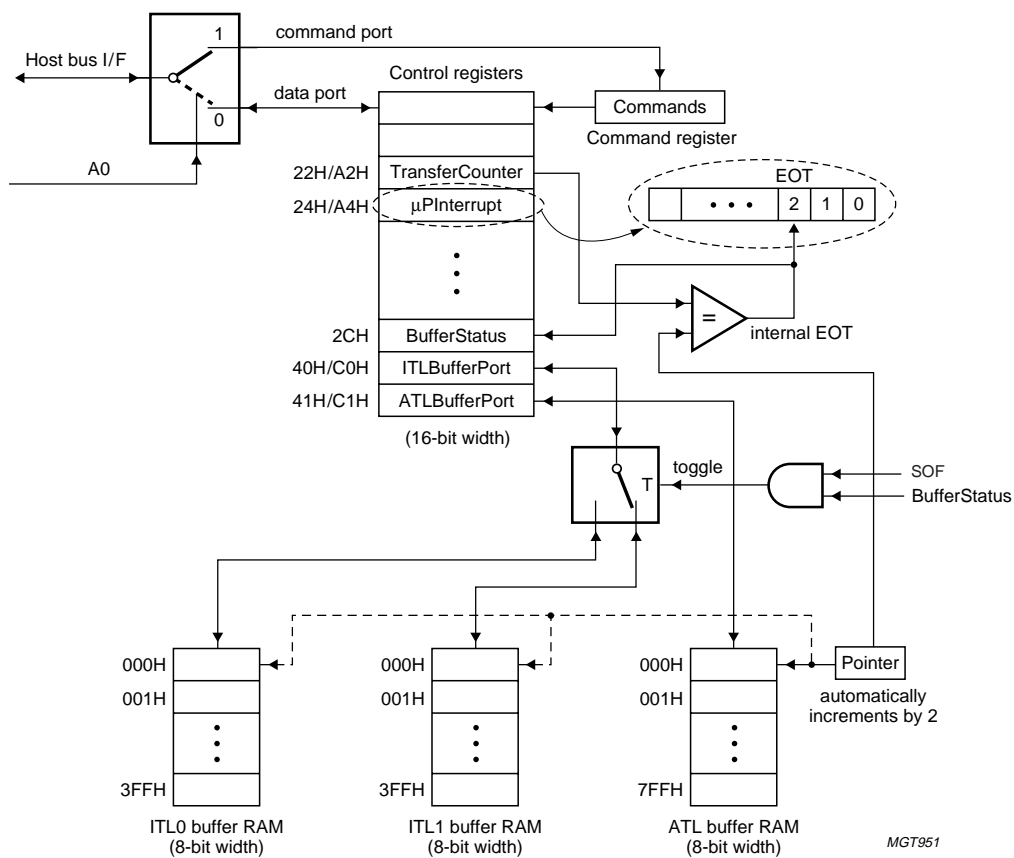 1
command port
Host bus I/F
Control registers
data port
0
Commands
Command register
A0
22H/A2H
TransferCounter
EOT
24H/A4H
µPInterrupt
• • • 2 1 0
=
internal EOT
2CH
BufferStatus
40H/C0H
ITLBufferPort
41H/C1H
ATLBufferPort
(16-bit width)
toggle
T
SOF
BufferStatus
000H
000H
000H
Pointer
001H
001H
001H
automatically
increments by 2
3FFH
3FFH
7FFH
ITL0 buffer RAM
(8-bit width)
ITL1 buffer RAM
(8-bit width)
ATL buffer RAM
(8-bit width)
MGT951